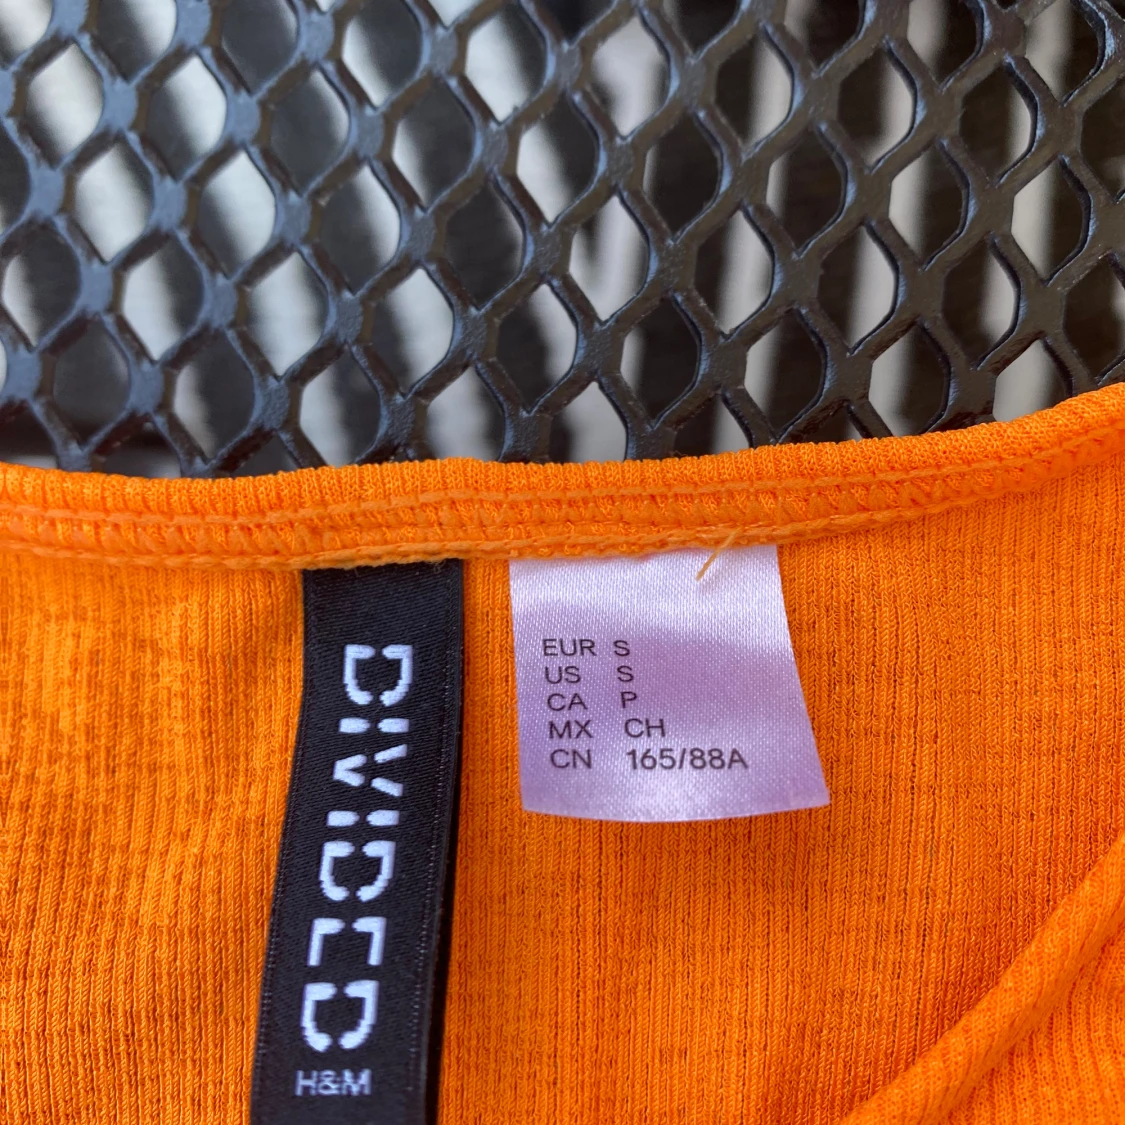 DIVIDED
H&M
EUR S
US S
CA P
MX CH
CN 165/88A